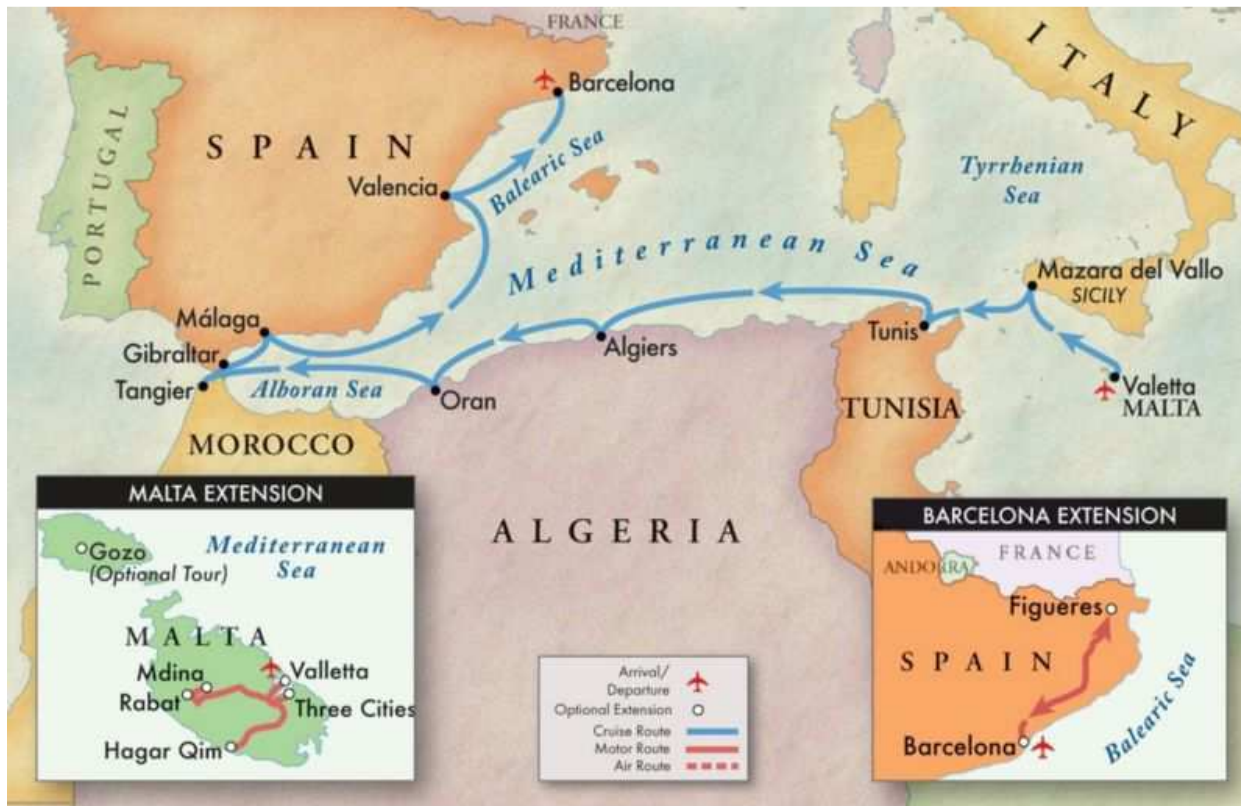 FRANCE
ITALY
Barcelona
SPAIN
PORTUGAL
Balearic Sea
Valencia
Tyrrhenian
Sea
Mediterranean Sea
Mazara del Vallo
SICILY
Málaga
Gibraltar
Tangier
Alboran Sea
Oran
Algiers
Tunis
Valetta
MALTA
TUNISIA
MOROCCO
ALGERIA
MALTA EXTENSION
Gozo
(Optional Tour)
Mediterranean
Sea
MALTA
Mdina
Valletta
Rabat
Three Cities
Hagar Qim
Arrival/
Departure
Optional Extension
Cruise Route
Motor Route
Air Route
BARCELONA EXTENSION
FRANCE
ANDORRA
Figueres
SPAIN
Balearic Sea
Barcelona